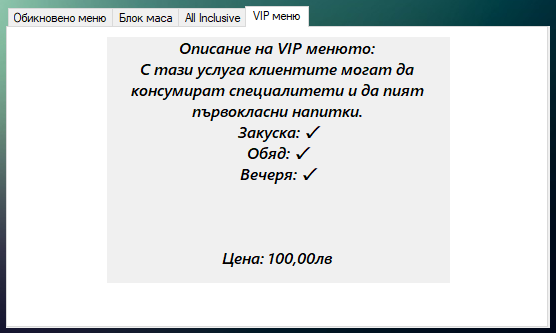 Обикновено меню Блок маса All Inclusive VIP меню
Описание на VIP менюто:
С тази услуга клиентите могат да
консумират специалитети и да пият
първокласни напитки.
Закуска: ✓
Обяд: ✓
Вечеря: ✓
Цена: 100,00лв